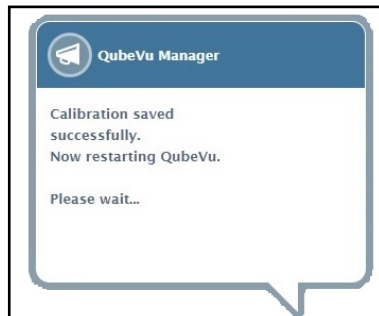 QubeVu Manager
Calibration saved
successfully.
Now restarting QubeVu.
Please wait...